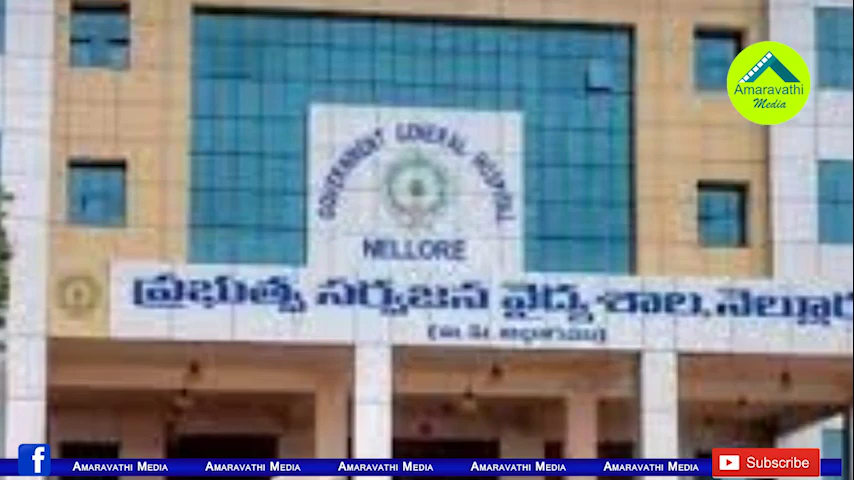 Amaravathi
Media
GOVERNMENT GENERAL HOSPITAL
NELLORE
ప్రభుత్వ సర్వజన వైద్య శాల, నెల్లూరు
Amaravathi Media Amaravathi Media Amaravathi Media Amaravathi Media Amaravathi Media
Subscribe